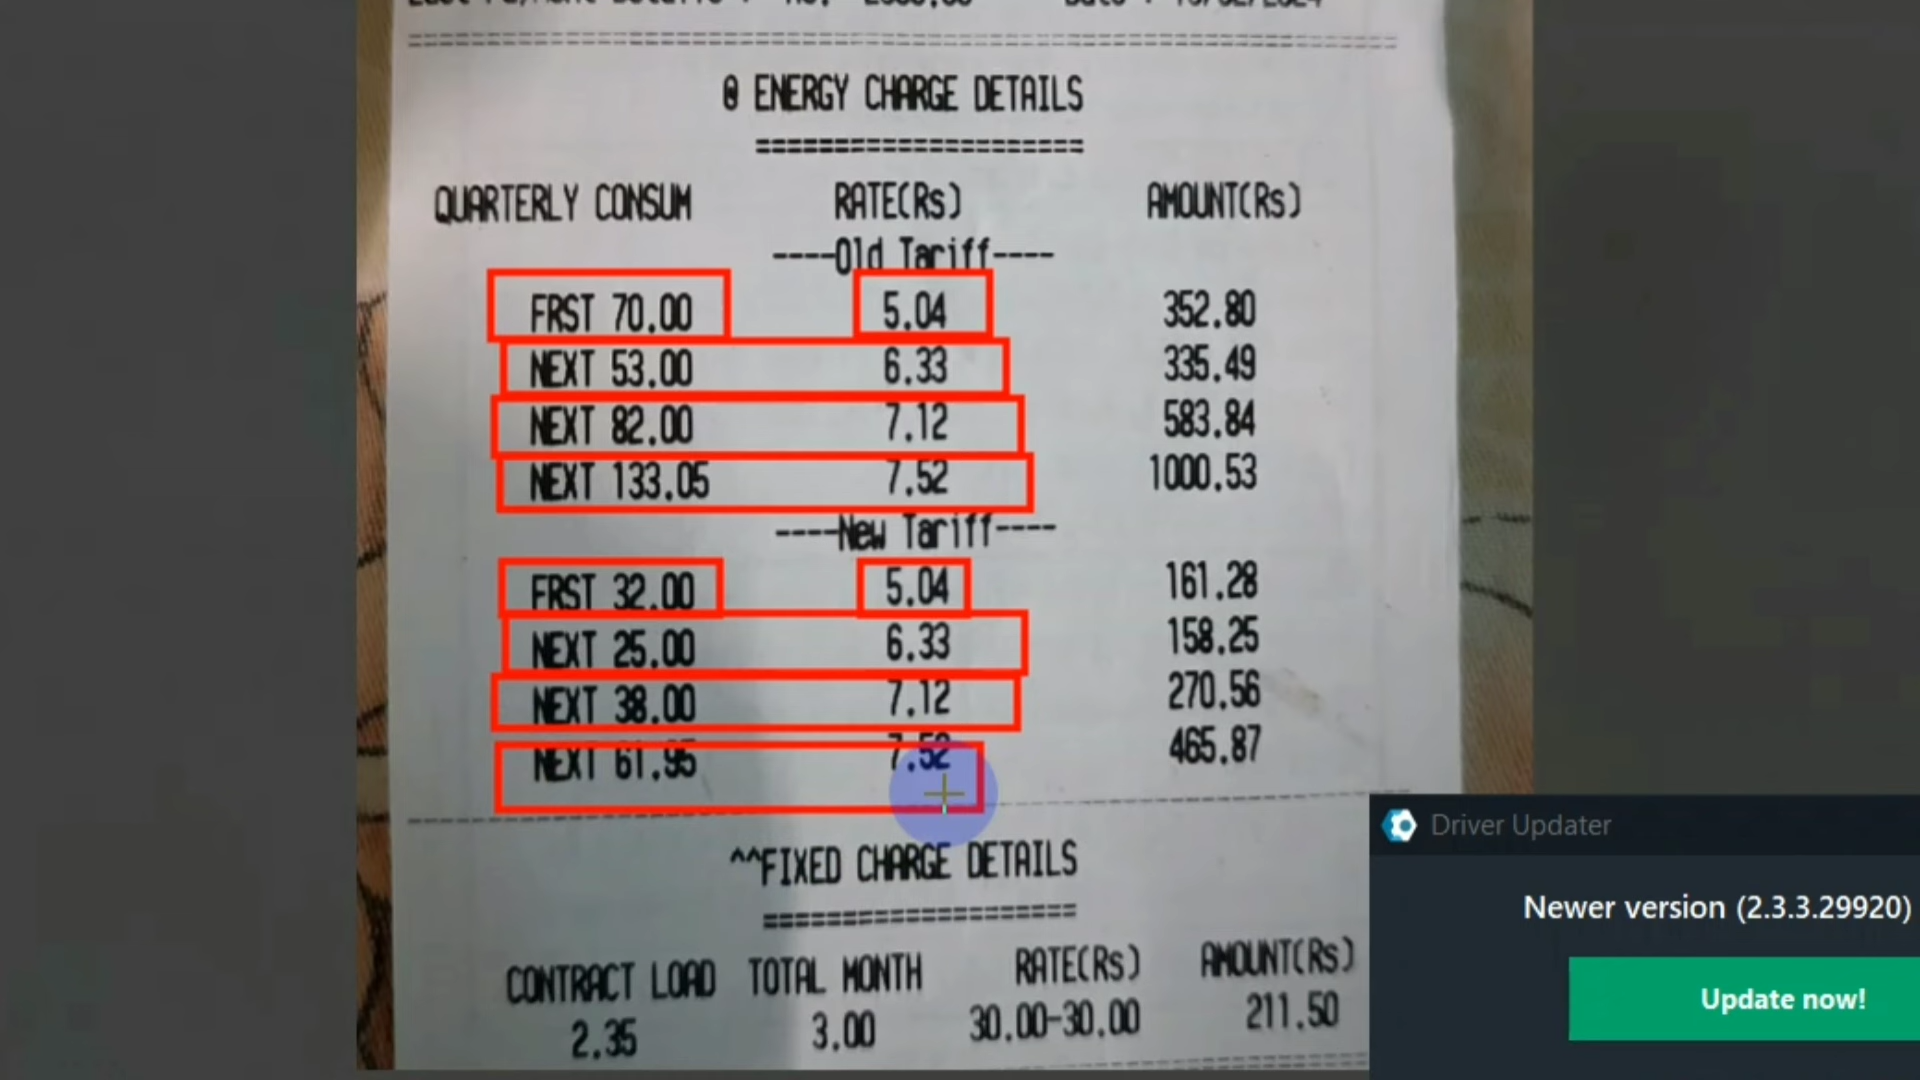 @ ENERGY CHARGE DETAILS
====================
QUARTERLY CONSUM RATE(Rs) AMOUNT(Rs)
----Old Tariff----
FRST 70.00 5.04 352.80
NEXT 53.00 6.33 335.49
NEXT 82.00 7.12 583.84
NEXT 133.05 7.52 1000.53
----New Tariff----
FRST 32.00 5.04 161.28
NEXT 25.00 6.33 158.25
NEXT 38.00 7.12 270.56
NEXT 61.95 7.52 465.87
^^FIXED CHARGE DETAILS
===================
CONTRACT LOAD TOTAL MONTH RATE(Rs) AMOUNT(Rs)
2.35 3.00 30.00-30.00 211.50
Driver Updater
Newer version (2.3.3.29920)
Update now!